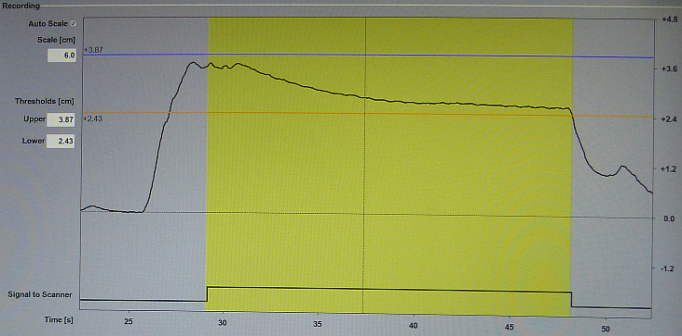 Recording
Auto Scale
Scale [cm]
6.0
Thresholds [cm]
Upper 3.87
Lower 2.43
+3.87
+2.43
+4.8
+3.6
+2.4
+1.2
0.0
-1.2
Signal to Scanner
Time [s]
25 30 35 40 45 50